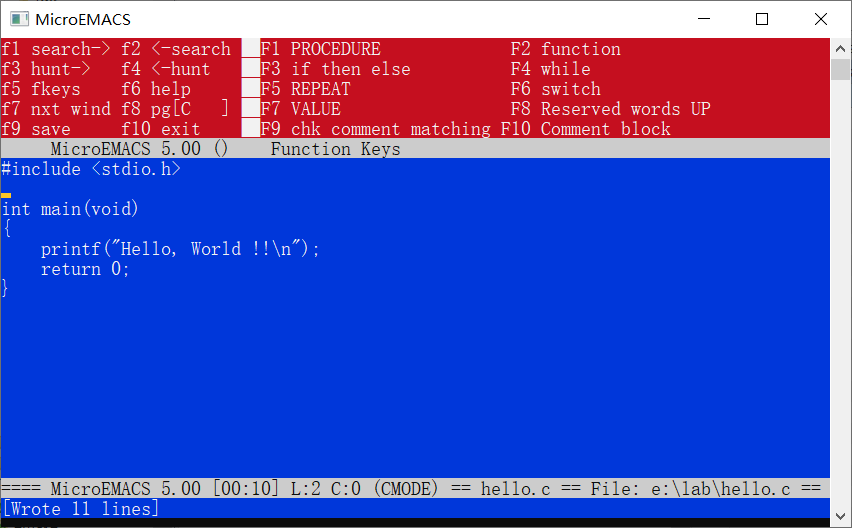 MicroEMACS
f1 search-> f2 <-search F1 PROCEDURE F2 function
f3 hunt-> f4 <-hunt F3 if then else F4 while
f5 fkeys f6 help F5 REPEAT F6 switch
f7 nxt wind f8 pg[C ] F7 VALUE F8 Reserved words UP
f9 save f10 exit F9 chk comment matching F10 Comment block
MicroEMACS 5.00 () Function Keys
#include <stdio.h>
int main(void)
{
printf("Hello, World !!\n");
return 0;
}
==== MicroEMACS 5.00 [00:10] L:2 C:0 (CMODE) == hello.c == File: e:\lab\hello.c ==
[Wrote 11 lines]